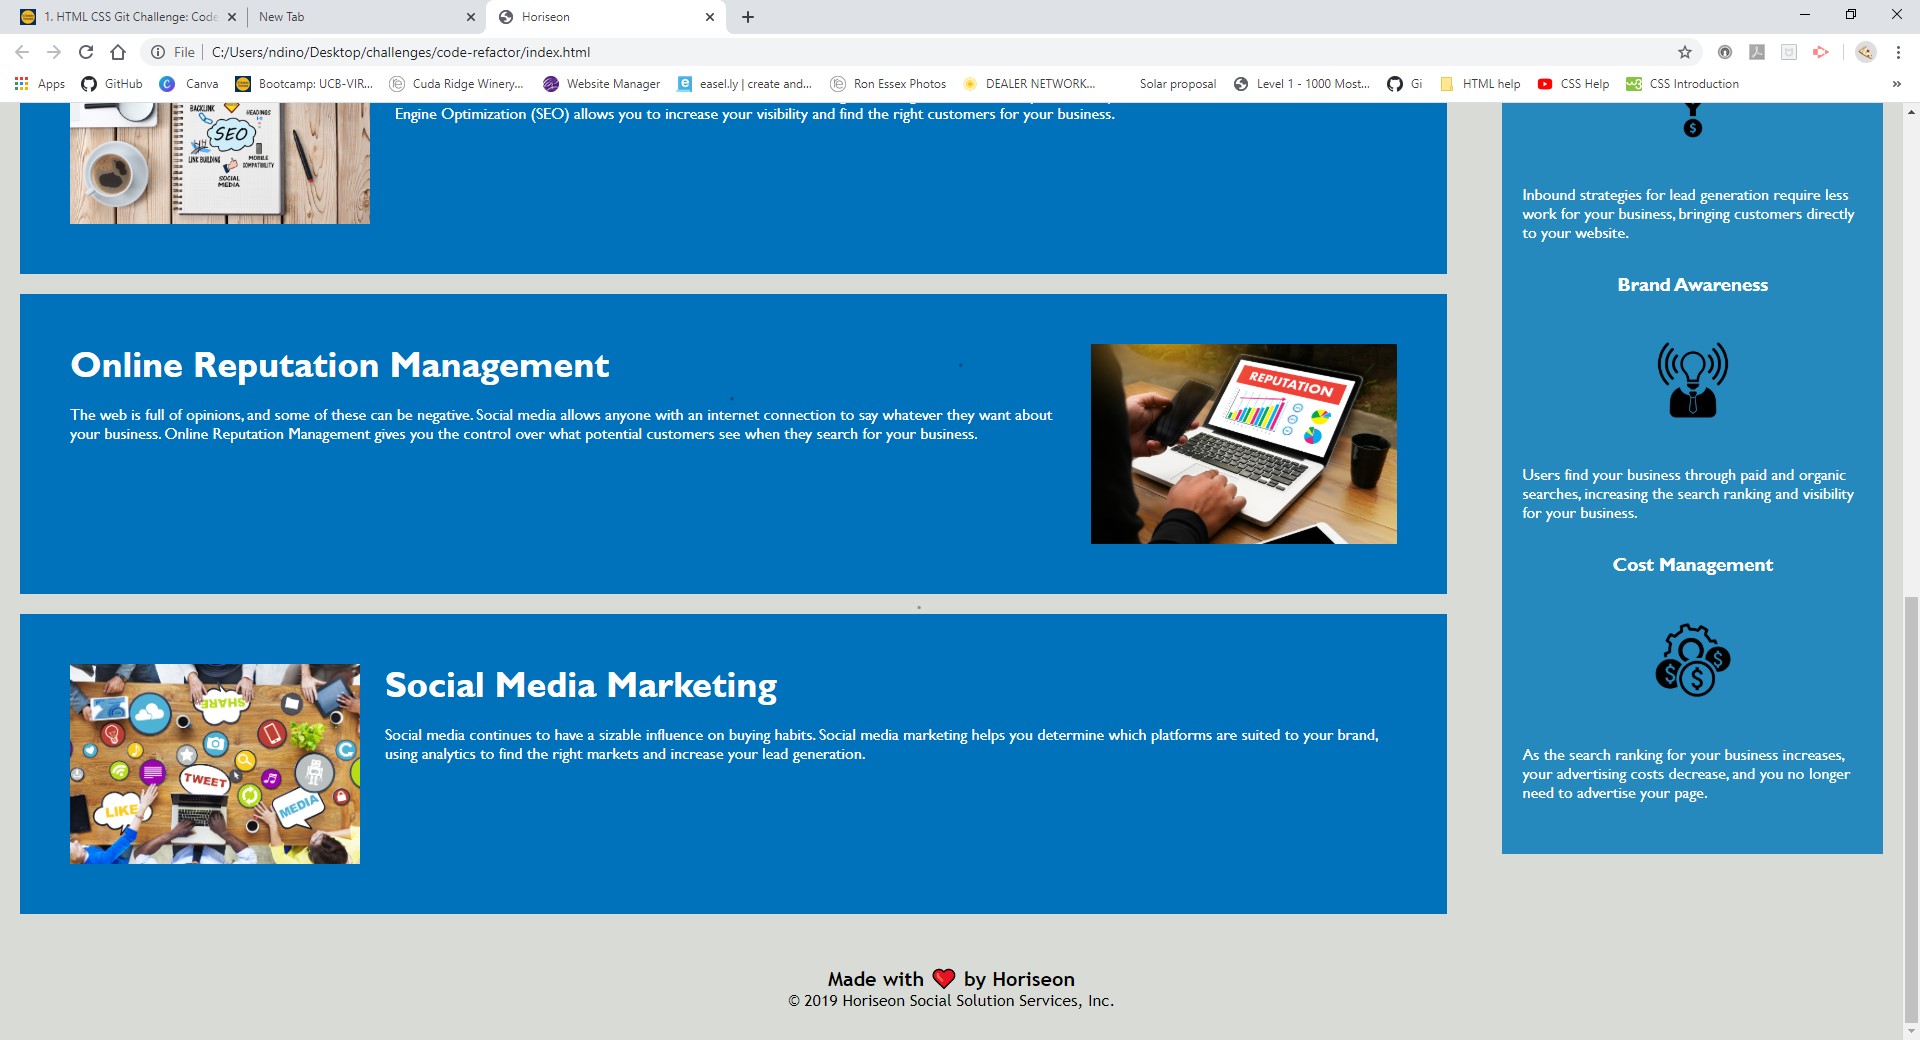 1. HTML CSS Git Challenge: Code
New Tab
Horiseon
File
C:/Users/ndino/Desktop/challenges/code-refactor/index.html
Apps
GitHub
Canva
Bootcamp: UCB-VIR...
Cuda Ridge Winery...
Website Manager
easel.ly | create and...
Ron Essex Photos
DEALER NETWORK...
Solar proposal
Level 1 - 1000 Most...
Gi
HTML help
CSS Help
CSS Introduction
BACKLINK
HEADINGS
SEO
LINK BUILDING
MOBILE
COMPATIBILITY
SOCIAL
MEDIA
Engine Optimization (SEO) allows you to increase your visibility and find the right customers for your business.
Online Reputation Management
The web is full of opinions, and some of these can be negative. Social media allows anyone with an internet connection to say whatever they want about
your business. Online Reputation Management gives you the control over what potential customers see when they search for your business.
REPUTATION
SHARE
TWEET
LIKE
MEDIA
Social Media Marketing
Social media continues to have a sizable influence on buying habits. Social media marketing helps you determine which platforms are suited to your brand,
using analytics to find the right markets and increase your lead generation.
$
Inbound strategies for lead generation require less
work for your business, bringing customers directly
to your website.
Brand Awareness
Users find your business through paid and organic
searches, increasing the search ranking and visibility
for your business.
Cost Management
$ $ $
As the search ranking for your business increases,
your advertising costs decrease, and you no longer
need to advertise your page.
Made with ❤️ by Horiseon
© 2019 Horiseon Social Solution Services, Inc.